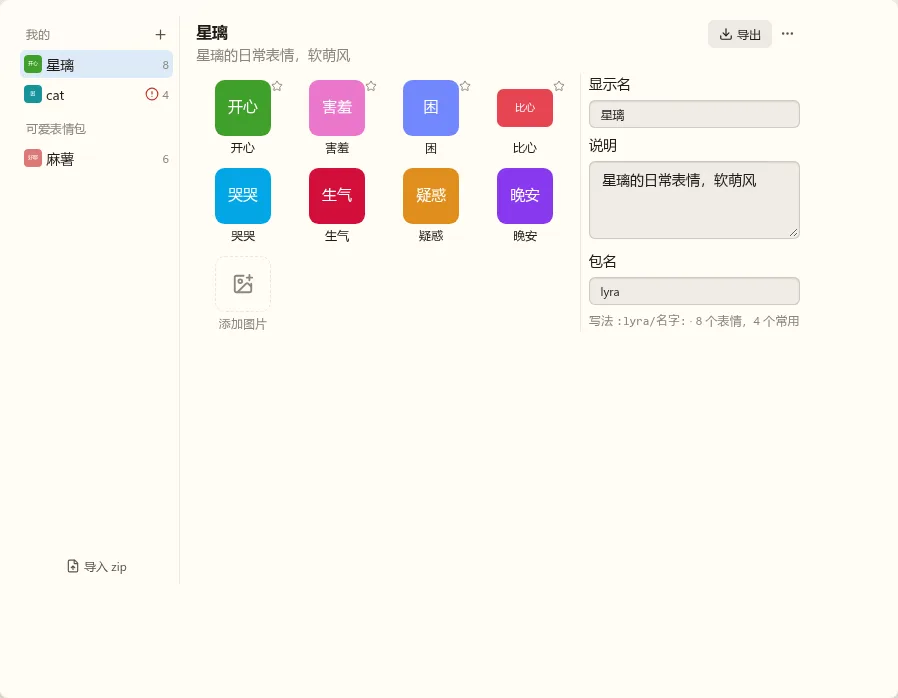 我的
星璃 8
cat 4
可爱表情包
麻薯 6
导入 zip
星璃
星璃的日常表情，软萌风
导出
开心 害羞 困 比心
开心 害羞 困 比心
哭哭 生气 疑惑 晚安
哭哭 生气 疑惑 晚安
添加图片
显示名
星璃
说明
星璃的日常表情，软萌风
包名
lyra
写法 :lyra/名字: · 8 个表情，4 个常用